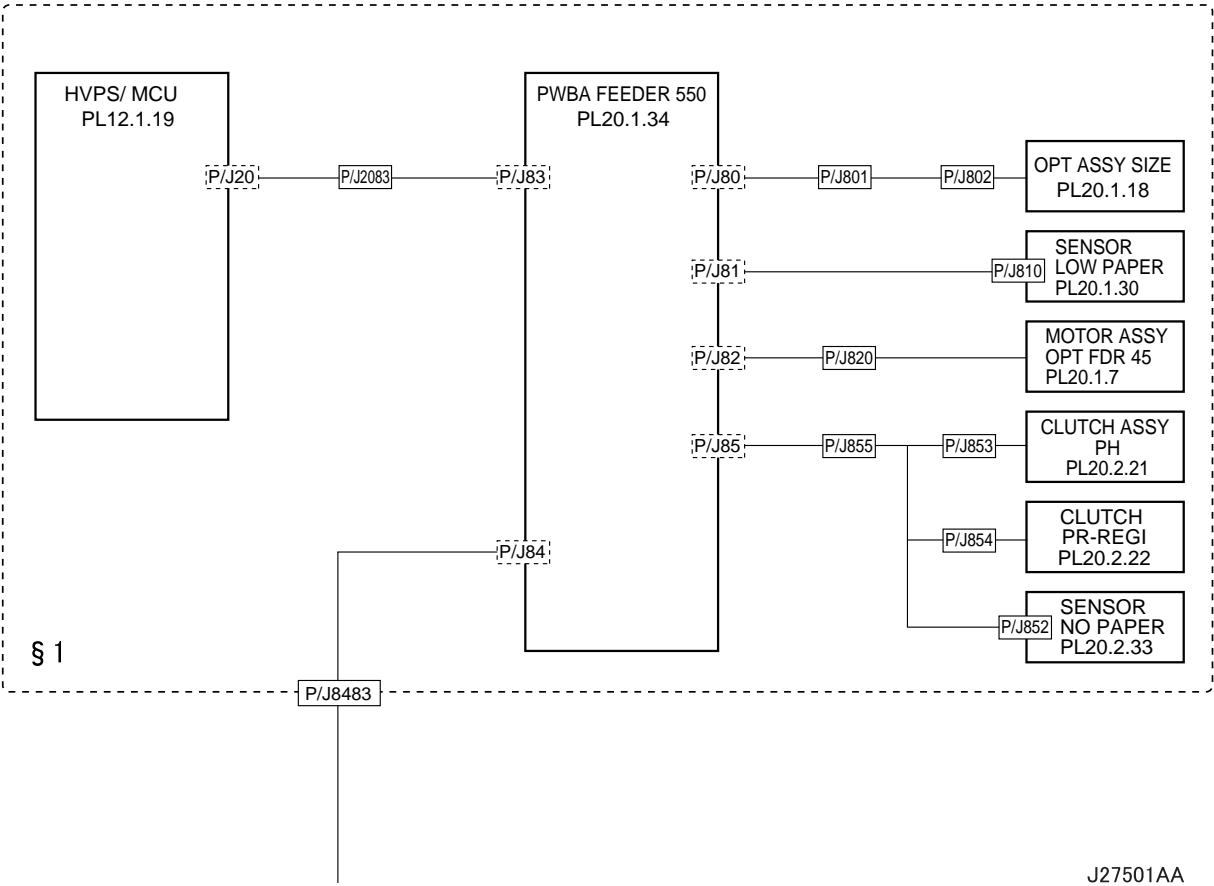 HVPS/ MCU
PL12.1.19
PWBA FEEDER 550
PL20.1.34
P/J20
P/J2083
P/J83
P/J80
P/J801
P/J802
OPT ASSY SIZE
PL20.1.18
P/J81
P/J810
SENSOR
LOW PAPER
PL20.1.30
P/J82
P/J820
MOTOR ASSY
OPT FDR 45
PL20.1.7
P/J85
P/J855
P/J853
CLUTCH ASSY
PH
PL20.2.21
P/J84
P/J854
CLUTCH
PR-REGI
PL20.2.22
P/J852
SENSOR
NO PAPER
PL20.2.33
§ 1
P/J8483
J27501AA